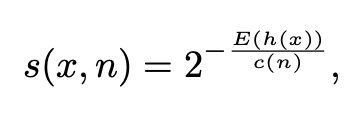 s(x, n) = 2^{-\frac{E(h(x))}{c(n)}},